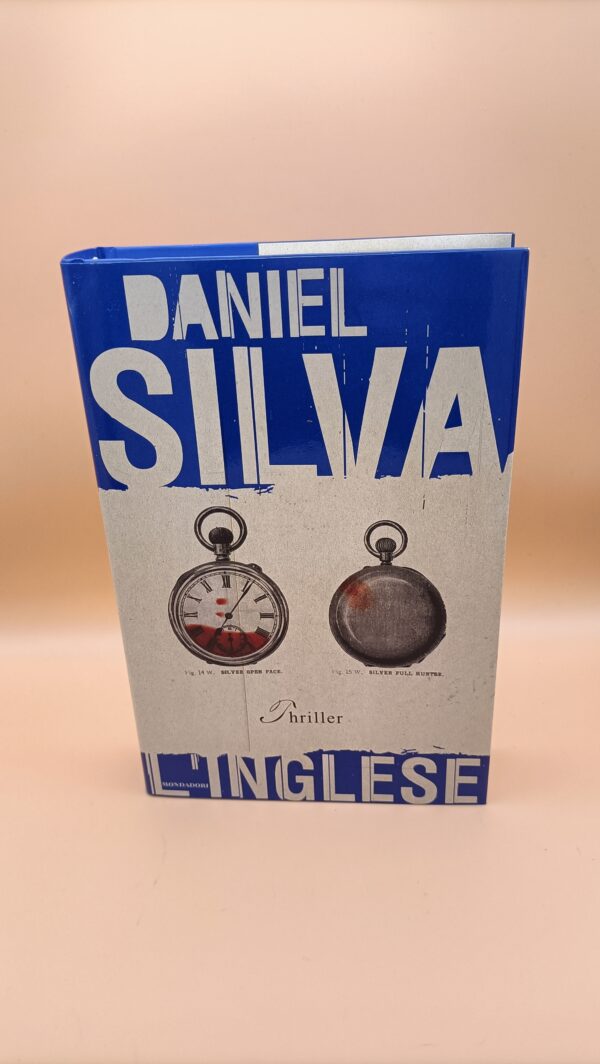 DANIEL
SILVA
Fig. 14 W. SILVER OPEN FACE.
Fig. 15 W. SILVER FULL HUNTER.
Thriller
MONDADORI
L'INGLESE